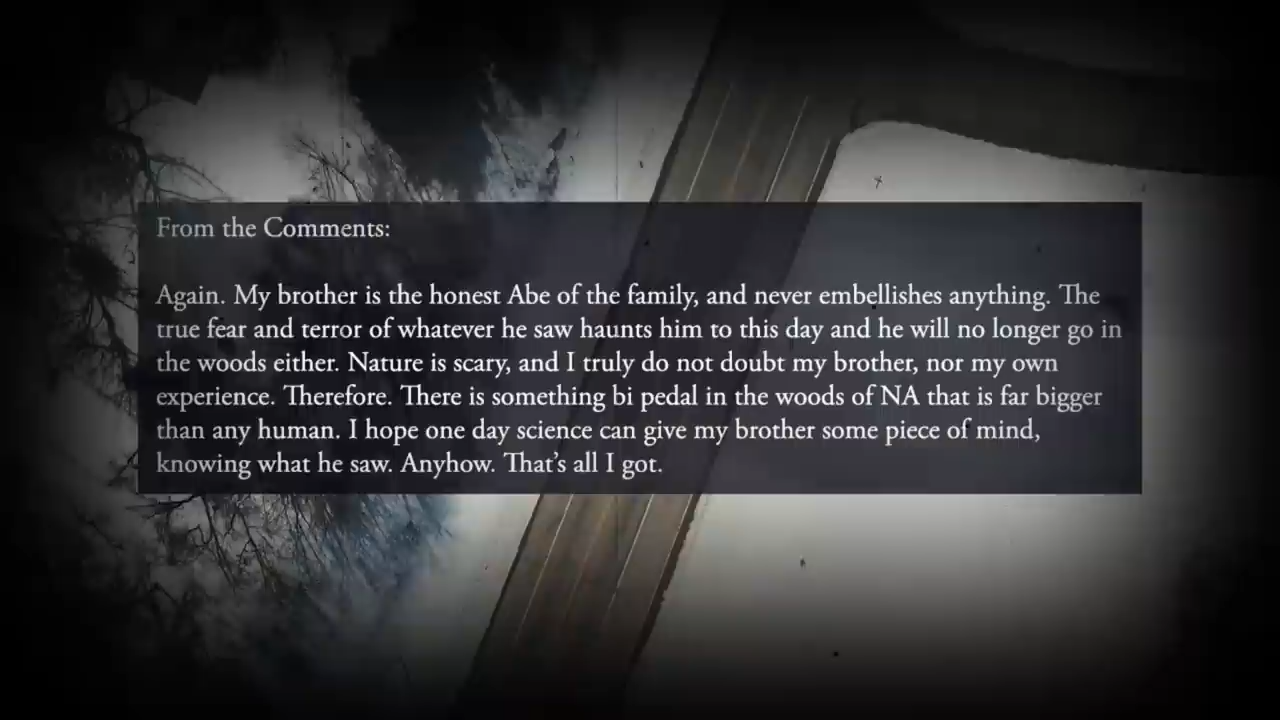 From the Comments:
Again. My brother is the honest Abe of the family, and never embellishes anything. The
true fear and terror of whatever he saw haunts him to this day and he will no longer go in
the woods either. Nature is scary, and I truly do not doubt my brother, nor my own
experience. Therefore. There is something bi pedal in the woods of NA that is far bigger
than any human. I hope one day science can give my brother some piece of mind,
knowing what he saw. Anyhow. That's all I got.